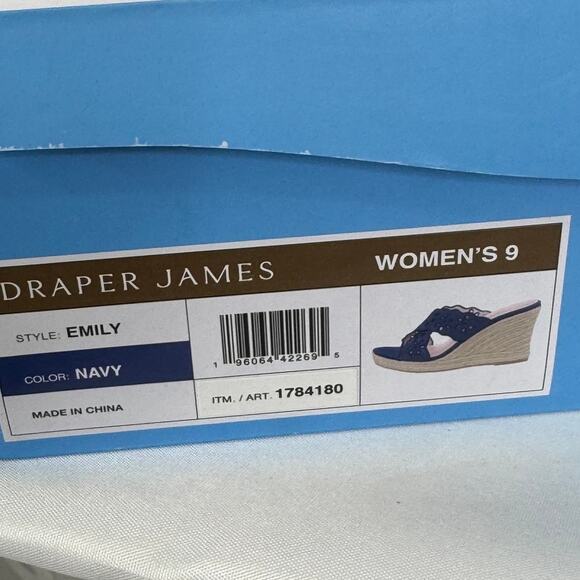 DRAPER JAMES
WOMEN'S 9
STYLE: EMILY
COLOR: NAVY
MADE IN CHINA
1 96064 42269 5
ITM. / ART. 1784180